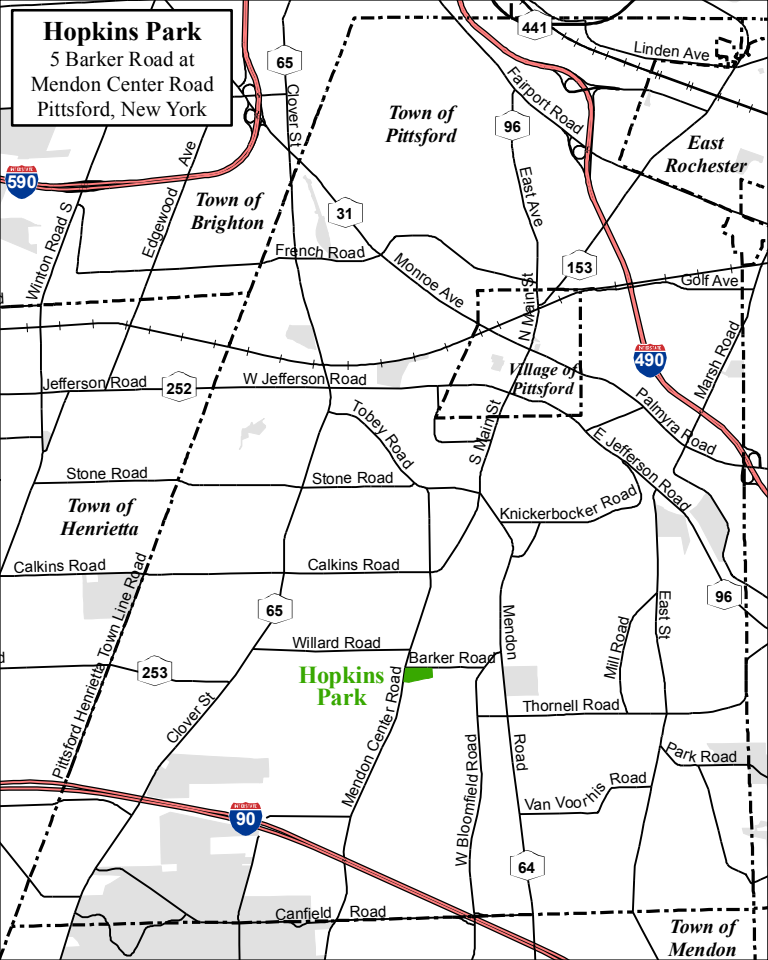 Hopkins Park
5 Barker Road at
Mendon Center Road
Pittsford, New York
441
Linden Ave
65
Clover St
Fairport Road
Town of
Pittsford
96
East
Rochester
Ave
Edgewood
590
East Ave
Town of
Brighton
31
Winton Road S
French Road
Monroe Ave
153
Golf Ave
N Main St
490
Marsh Road
Village of
Pittsford
Jefferson Road
252
W Jefferson Road
Palmyra Road
Tobey Road
S Main St
E Jefferson Road
Stone Road
Stone Road
Knickerbocker Road
Town of
Henrietta
Calkins Road
Calkins Road
96
65
Mendon
East St
Pittsford Henrietta Town Line Road
Willard Road
Barker Road
Mill Road
253
Hopkins
Park
Mendon Center Road
Clover St
Thornell Road
Road
W Bloomfield Road
Park Road
Van Voorhis Road
90
64
Canfield Road
Town of
Mendon